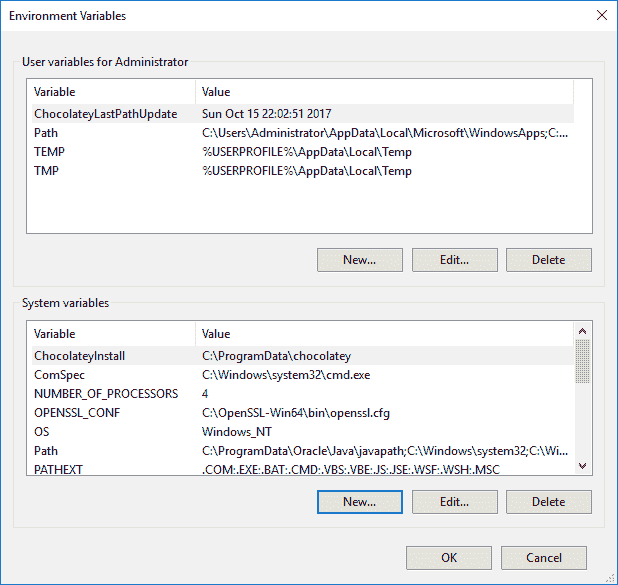 Environment Variables
User variables for Administrator
Variable Value
ChocolateyLastPathUpdate Sun Oct 15 22:02:51 2017
Path C:\Users\Administrator\AppData\Local\Microsoft\WindowsApps;C:...
TEMP %USERPROFILE%\AppData\Local\Temp
TMP %USERPROFILE%\AppData\Local\Temp
New... Edit... Delete
System variables
Variable Value
ChocolateyInstall C:\ProgramData\chocolatey
ComSpec C:\Windows\system32\cmd.exe
NUMBER_OF_PROCESSORS 4
OPENSSL_CONF C:\OpenSSL-Win64\bin\openssl.cfg
OS Windows_NT
Path C:\ProgramData\Oracle\Java\javapath;C:\Windows\system32;C:\Wi...
PATHEXT .COM;.EXE;.BAT;.CMD;.VBS;.VBE;.JS;.JSE;.WSF;.WSH;.MSC
New... Edit... Delete
OK Cancel